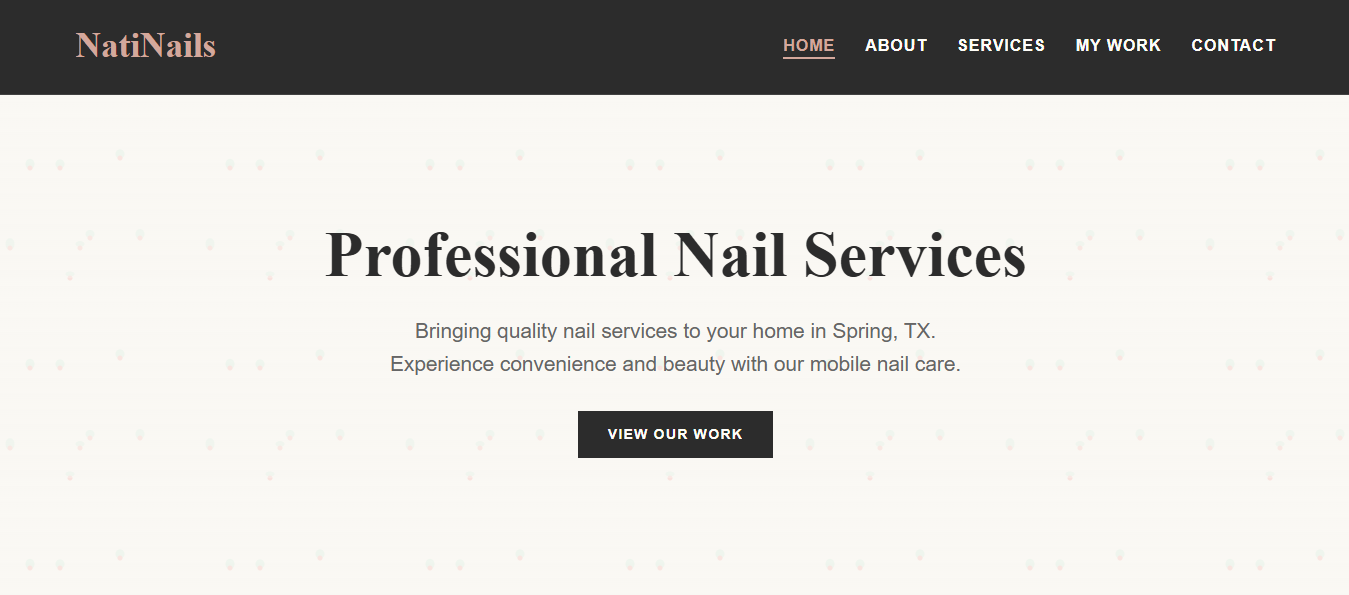 NatiNails
HOME ABOUT SERVICES MY WORK CONTACT
Professional Nail Services
Bringing quality nail services to your home in Spring, TX.
Experience convenience and beauty with our mobile nail care.
VIEW OUR WORK